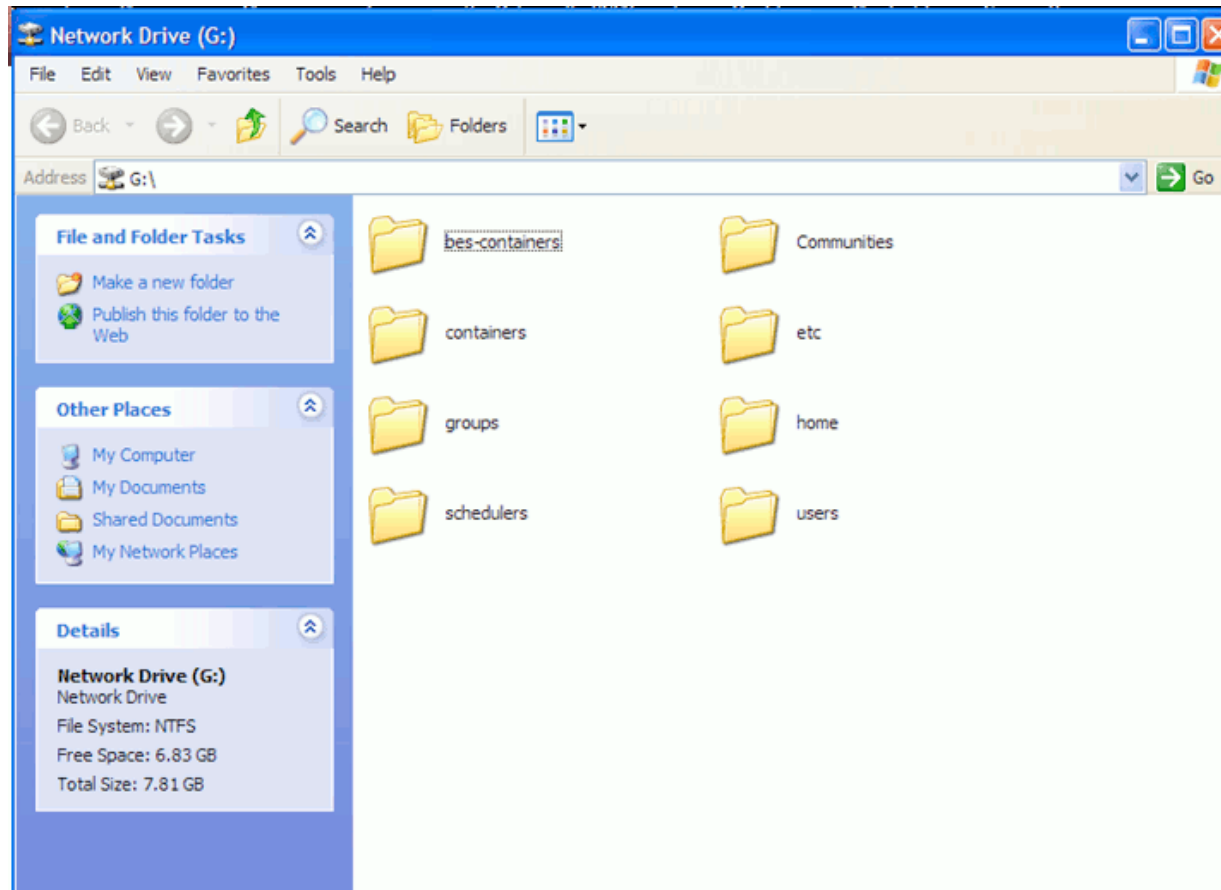 Network Drive (G:)
File Edit View Favorites Tools Help
Back Search Folders
Address G:\ Go
File and Folder Tasks
Make a new folder
Publish this folder to the
Web
Other Places
My Computer
My Documents
Shared Documents
My Network Places
Details
Network Drive (G:)
Network Drive
File System: NTFS
Free Space: 6.83 GB
Total Size: 7.81 GB
bes-containers Communities
containers etc
groups home
schedulers users